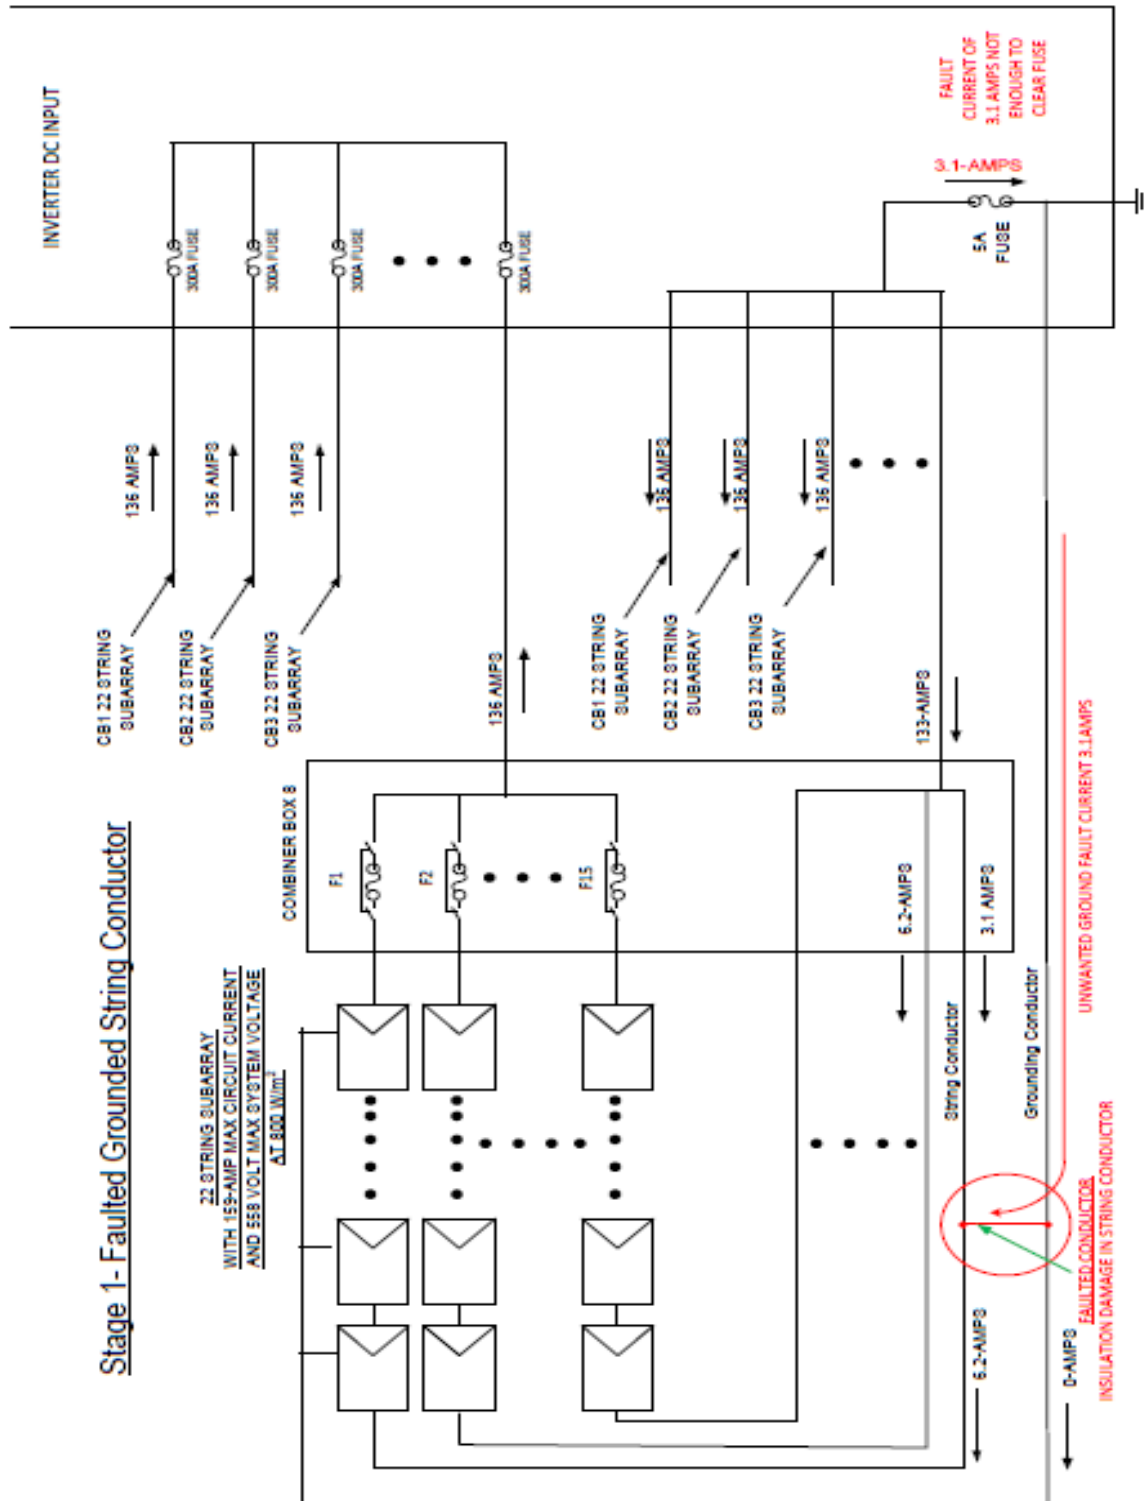 Stage 1- Faulted Grounded String Conductor
22 STRING SUBARRAY
WITH 159-AMP MAX CIRCUIT CURRENT
AND 558 VOLT MAX SYSTEM VOLTAGE
AT 800 W/m²
INVERTER DC INPUT
300A FUSE
300A FUSE
300A FUSE
300A FUSE
136 AMPS
136 AMPS
136 AMPS
CB1 22 STRING
SUBARRAY
CB2 22 STRING
SUBARRAY
CB3 22 STRING
SUBARRAY
136 AMPS
COMBINER BOX 8
F1
F2
F15
136 AMPS
136 AMPS
136 AMPS
CB1 22 STRING
SUBARRAY
CB2 22 STRING
SUBARRAY
CB3 22 STRING
SUBARRAY
133-AMPS
6.2-AMPS
3.1 AMPS
String Conductor
Grounding Conductor
6.2-AMPS
0-AMPS
5A
FUSE
3.1-AMPS
FAULT
CURRENT OF
3.1 AMPS NOT
ENOUGH TO
CLEAR FUSE
UNWANTED GROUND FAULT CURRENT 3.1AMPS
FAULTED CONDUCTOR
INSULATION DAMAGE IN STRING CONDUCTOR